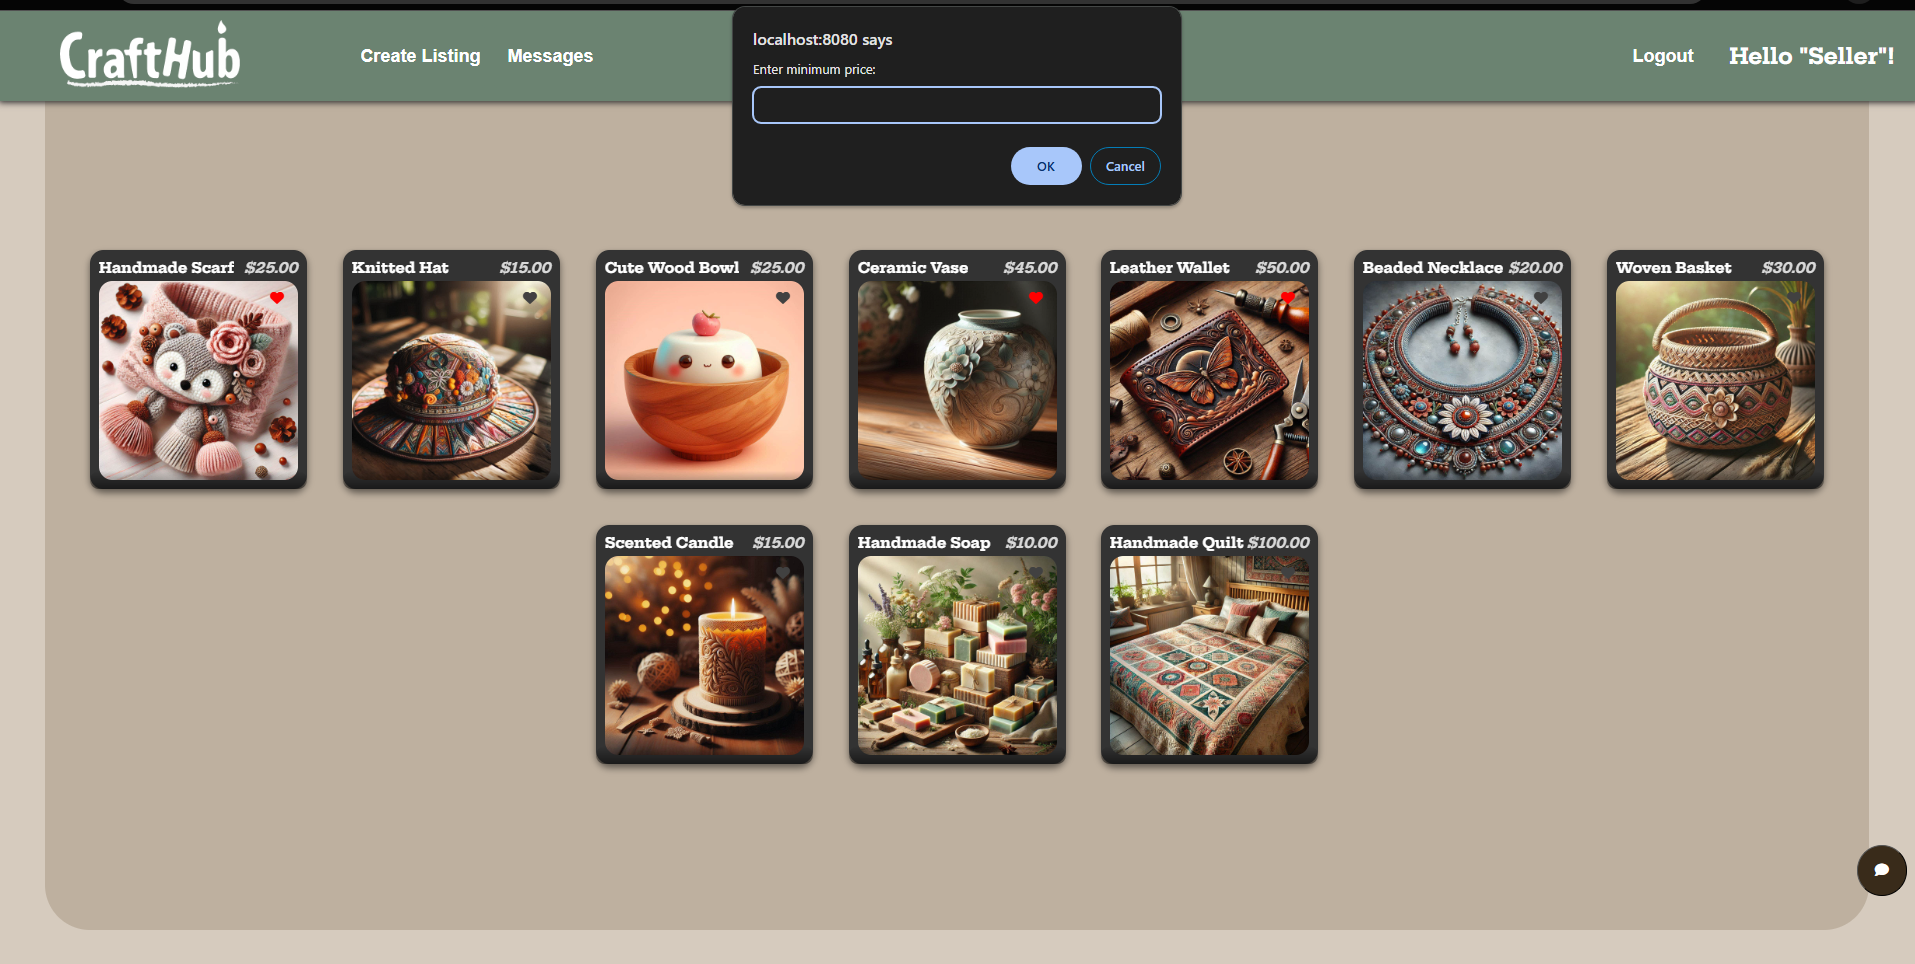 CraftHub
Create Listing
Messages
localhost:8080 says
Enter minimum price:
OK
Cancel
Logout
Hello "Seller"!
Handmade Scarf $25.00
Knitted Hat $15.00
Cute Wood Bowl $25.00
Ceramic Vase $45.00
Leather Wallet $50.00
Beaded Necklace $20.00
Woven Basket $30.00
Scented Candle $15.00
Handmade Soap $10.00
Handmade Quilt $100.00